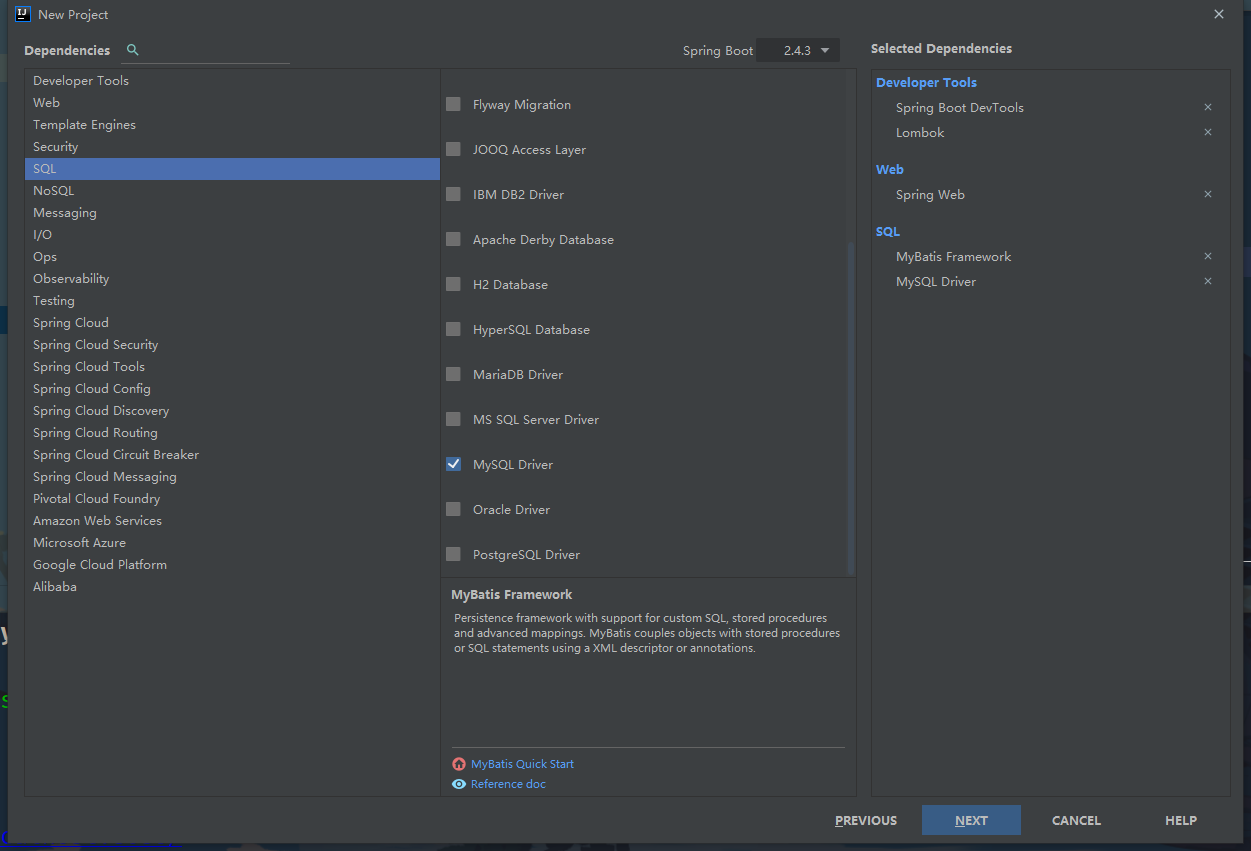 New Project
Dependencies
Spring Boot 2.4.3
Selected Dependencies
Developer Tools
Web
Template Engines
Security
SQL
NoSQL
Messaging
I/O
Ops
Observability
Testing
Spring Cloud
Spring Cloud Security
Spring Cloud Tools
Spring Cloud Config
Spring Cloud Discovery
Spring Cloud Routing
Spring Cloud Circuit Breaker
Spring Cloud Messaging
Pivotal Cloud Foundry
Amazon Web Services
Microsoft Azure
Google Cloud Platform
Alibaba
Flyway Migration
JOOQ Access Layer
IBM DB2 Driver
Apache Derby Database
H2 Database
HyperSQL Database
MariaDB Driver
MS SQL Server Driver
MySQL Driver
Oracle Driver
PostgreSQL Driver
MyBatis Framework
Persistence framework with support for custom SQL, stored procedures
and advanced mappings. MyBatis couples objects with stored procedures
or SQL statements using a XML descriptor or annotations.
MyBatis Quick Start
Reference doc
Developer Tools
Spring Boot DevTools
Lombok
Web
Spring Web
SQL
MyBatis Framework
MySQL Driver
PREVIOUS
NEXT
CANCEL
HELP